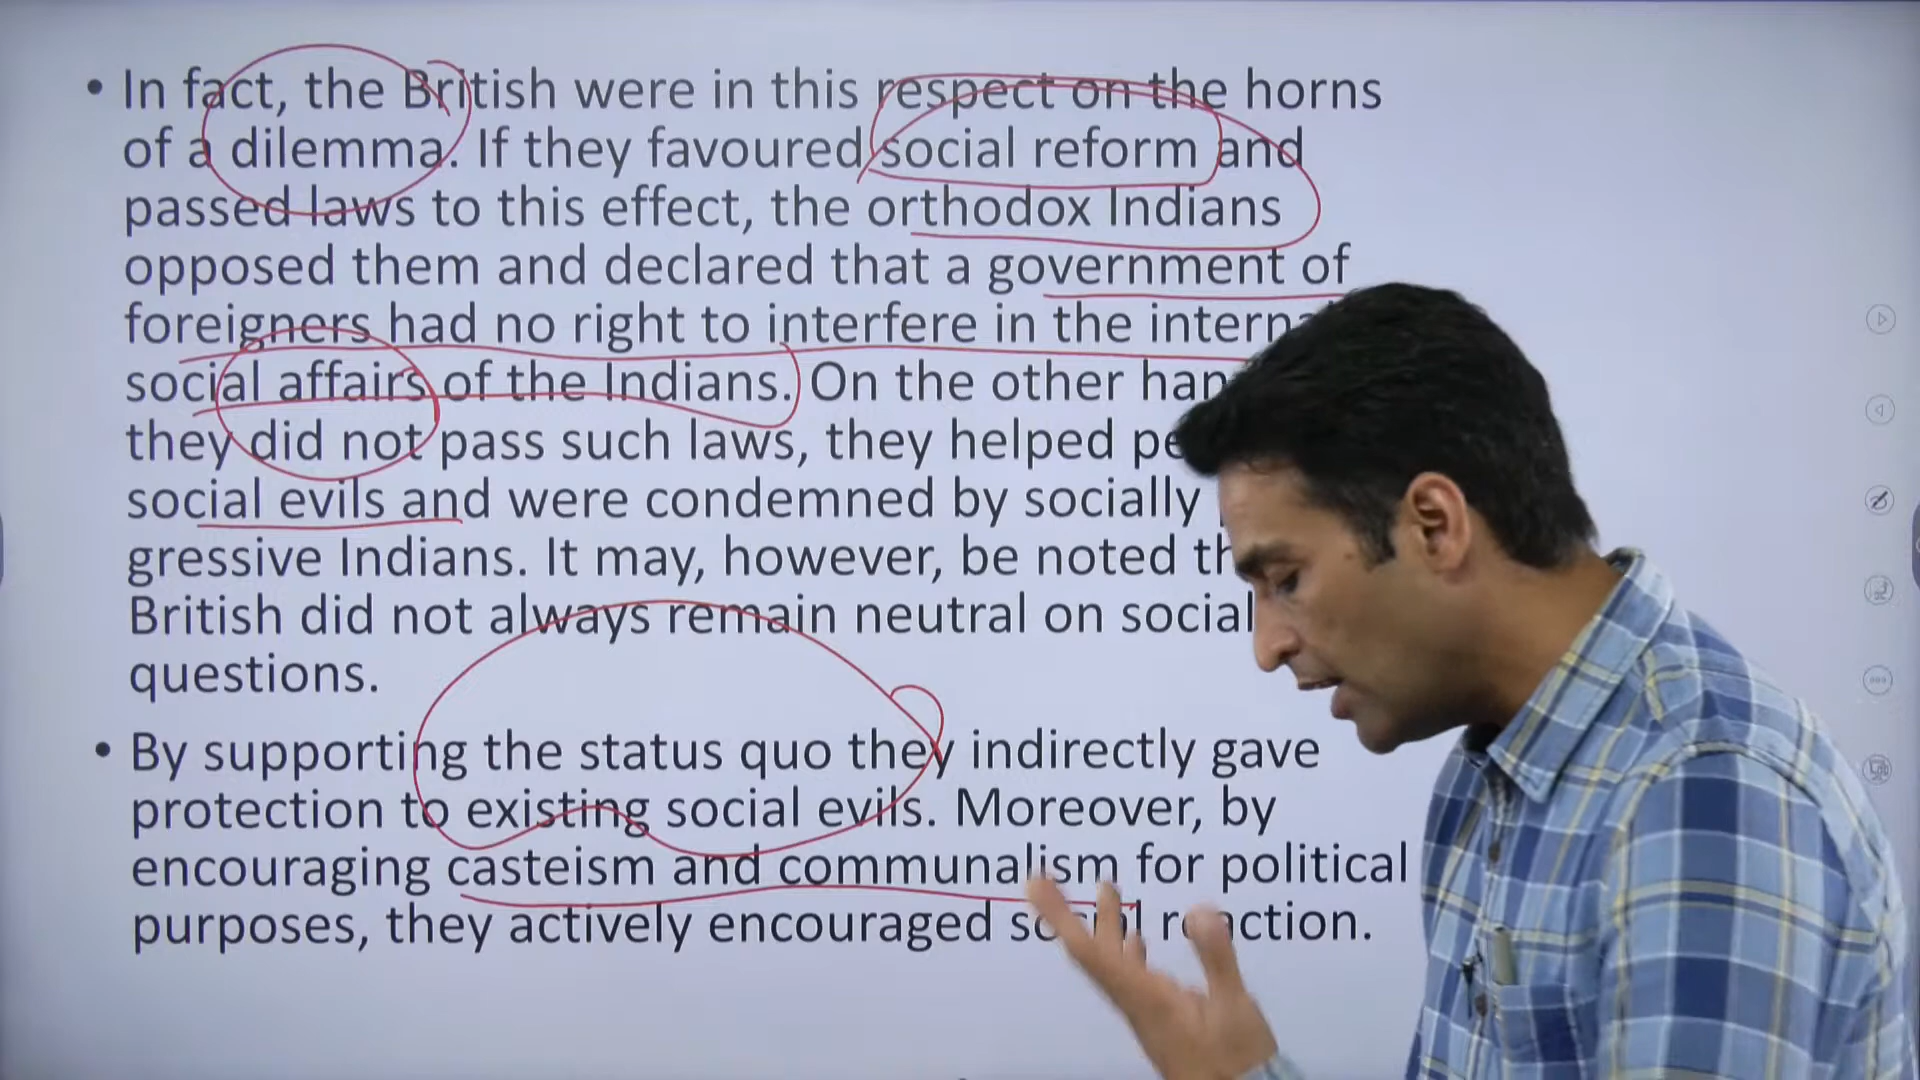 • In fact, the British were in this respect on the horns
of a dilemma. If they favoured social reform and
passed laws to this effect, the orthodox Indians
opposed them and declared that a government of
foreigners had no right to interfere in the
social affairs of the Indians. On the other
they did not pass such laws, they helped
social evils and were condemned by socially
gressive Indians. It may, however, be noted
British did not always remain neutral on social
questions.
• By supporting the status quo they indirectly gave
protection to existing social evils. Moreover, by
encouraging casteism and communalism for political
purposes, they actively encouraged social reaction.